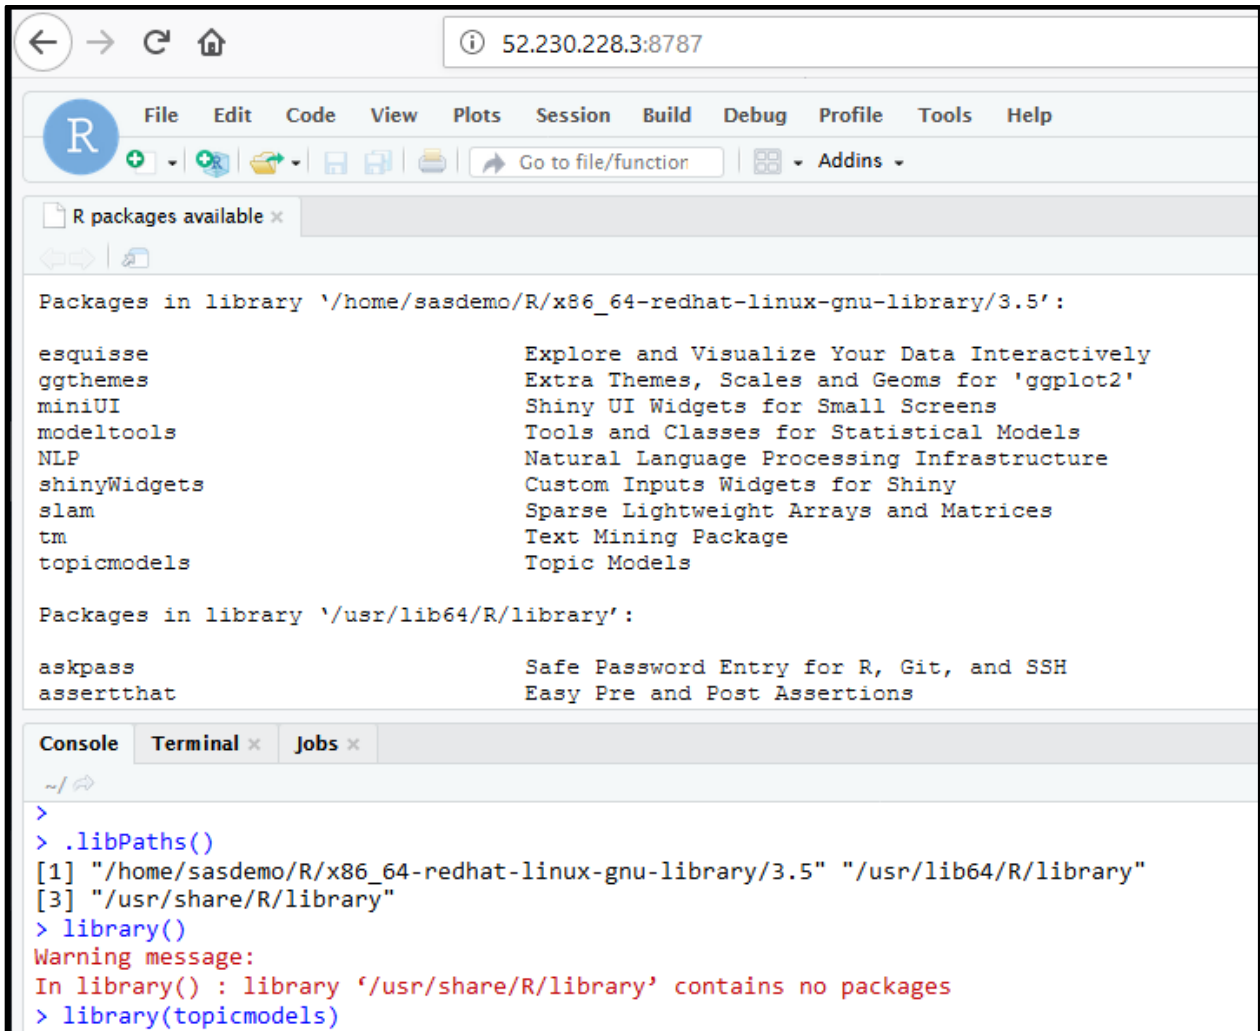 52.230.228.3:8787
R
File Edit Code View Plots Session Build Debug Profile Tools Help
R Go to file/function Addins
R packages available
Packages in library ‘/home/sasdemo/R/x86_64-redhat-linux-gnu-library/3.5’:
esquisse Explore and Visualize Your Data Interactively
ggthemes Extra Themes, Scales and Geoms for 'ggplot2'
miniUI Shiny UI Widgets for Small Screens
modeltools Tools and Classes for Statistical Models
NLP Natural Language Processing Infrastructure
shinyWidgets Custom Inputs Widgets for Shiny
slam Sparse Lightweight Arrays and Matrices
tm Text Mining Package
topicmodels Topic Models
Packages in library ‘/usr/lib64/R/library’:
askpass Safe Password Entry for R, Git, and SSH
assertthat Easy Pre and Post Assertions
Console Terminal Jobs
~/
>
> .libPaths()
[1] "/home/sasdemo/R/x86_64-redhat-linux-gnu-library/3.5" "/usr/lib64/R/library"
[3] "/usr/share/R/library"
> library()
Warning message:
In library() : library ‘/usr/share/R/library’ contains no packages
> library(topicmodels)